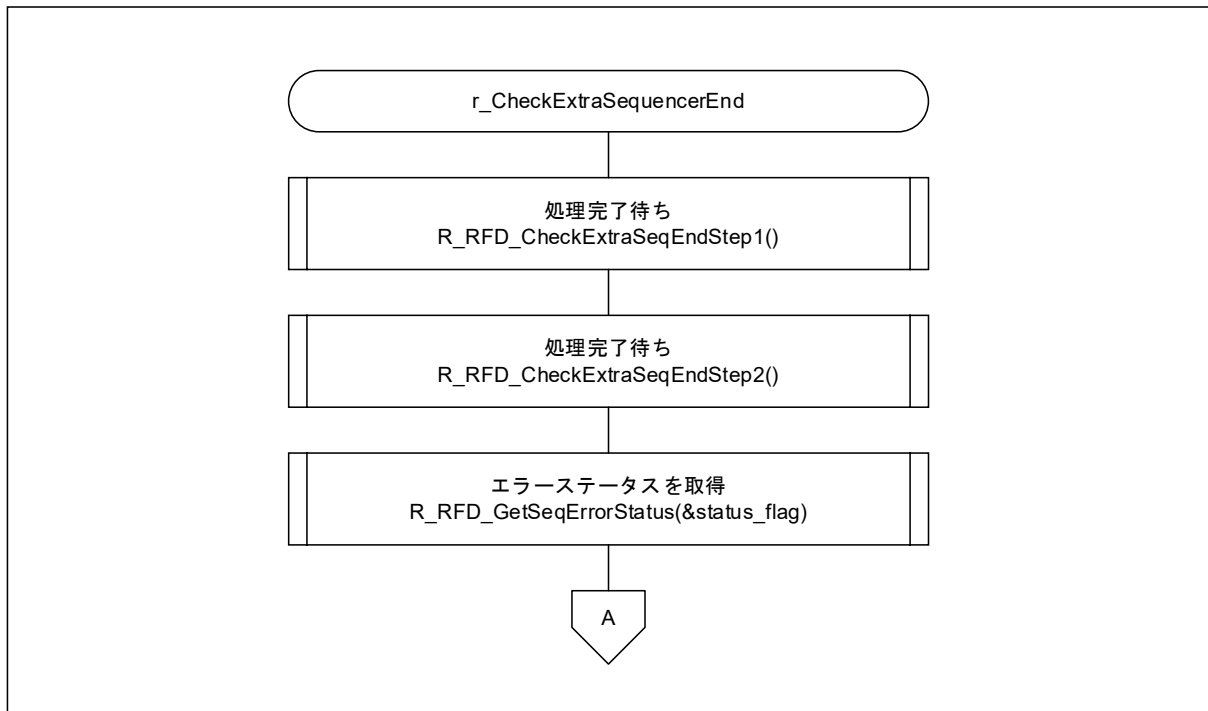 r_CheckExtraSequencerEnd
処理完了待ち
R_RFD_CheckExtraSeqEndStep1()
処理完了待ち
R_RFD_CheckExtraSeqEndStep2()
エラーステータスを取得
R_RFD_GetSeqErrorStatus(&status_flag)
A